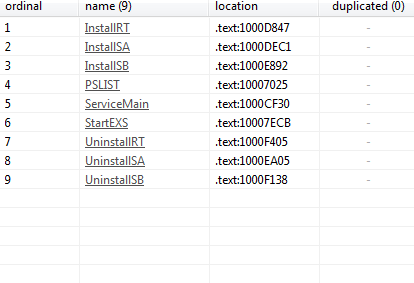 ordinal name (9) location duplicated (0)
1 InstallRT .text:1000D847 -
2 InstallSA .text:1000DEC1 -
3 InstallSB .text:1000E892 -
4 PSLIST .text:10007025 -
5 ServiceMain .text:1000CF30 -
6 StartEXS .text:10007ECB -
7 UninstallRT .text:1000F405 -
8 UninstallSA .text:1000EA05 -
9 UninstallSB .text:1000F138 -